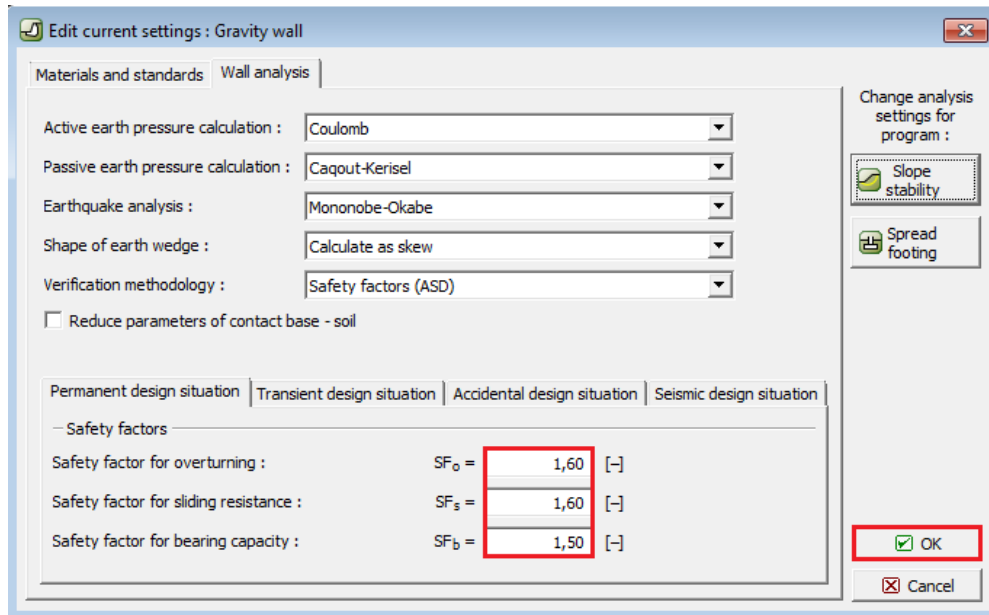 Edit current settings : Gravity wall
Materials and standards Wall analysis
Active earth pressure calculation : Coulomb
Passive earth pressure calculation : Caqout-Kerisel
Earthquake analysis : Mononobe-Okabe
Shape of earth wedge : Calculate as skew
Verification methodology : Safety factors (ASD)
Reduce parameters of contact base - soil
Permanent design situation Transient design situation Accidental design situation Seismic design situation
Safety factors
Safety factor for overturning : SFo = 1,60 [–]
Safety factor for sliding resistance : SFs = 1,60 [–]
Safety factor for bearing capacity : SFb = 1,50 [–]
Change analysis
settings for
program :
Slope
stability
Spread
footing
OK
Cancel